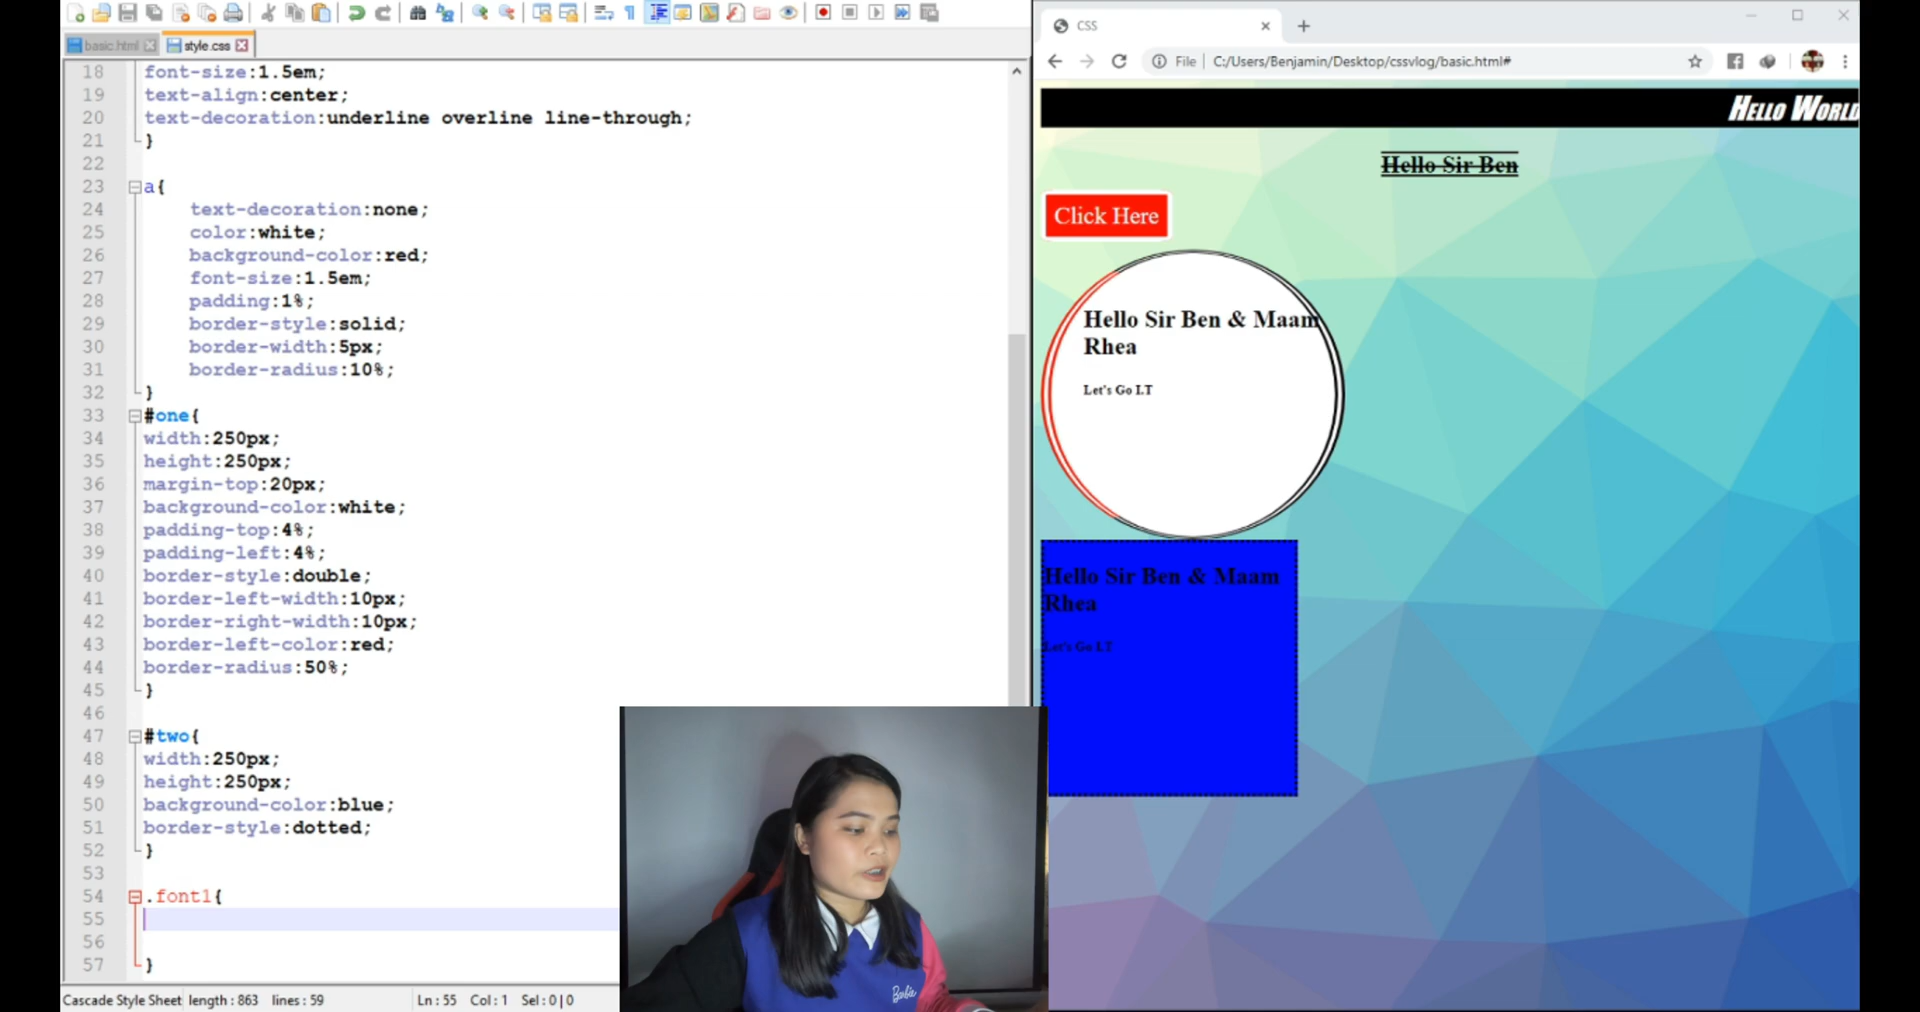 basic.html
style.css
18 font-size:1.5em;
19 text-align:center;
20 text-decoration:underline overline line-through;
21 }
22
23 a{
24 text-decoration:none;
25 color:white;
26 background-color:red;
27 font-size:1.5em;
28 padding:1%;
29 border-style:solid;
30 border-width:5px;
31 border-radius:10%;
32 }
33 #one{
34 width:250px;
35 height:250px;
36 margin-top:20px;
37 background-color:white;
38 padding-top:4%;
39 padding-left:4%;
40 border-style:double;
41 border-left-width:10px;
42 border-right-width:10px;
43 border-left-color:red;
44 border-radius:50%;
45 }
46
47 #two{
48 width:250px;
49 height:250px;
50 background-color:blue;
51 border-style:dotted;
52 }
53
54 .font1{
55
56
57 }
Cascade Style Sheet length : 863 lines : 59 Ln : 55 Col : 1 Sel : 0 | 0
CSS
File C:/Users/Benjamin/Desktop/cssvlog/basic.html#
HELLO WORLD
Hello Sir Ben
Click Here
Hello Sir Ben & Maam
Rhea
Let's Go I.T
Hello Sir Ben & Maam
Rhea
Let's Go I.T
Barbie